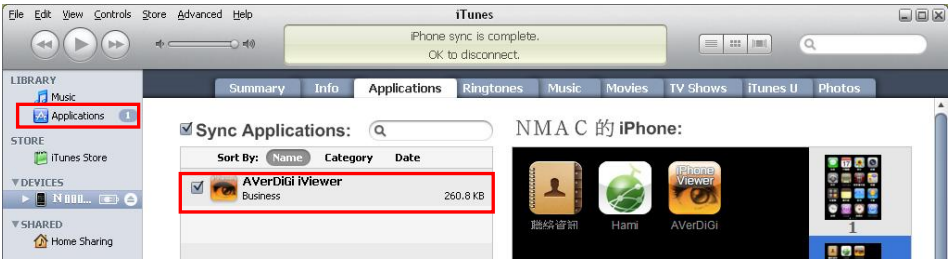 File Edit View Controls Store Advanced Help
iTunes
iPhone sync is complete.
OK to disconnect.
LIBRARY
Music
Applications 1
STORE
iTunes Store
DEVICES
SHARED
Home Sharing
Summary Info Applications Ringtones Music Movies TV Shows iTunes U Photos
Sync Applications:
Sort By: Name Category Date
AVerDiGi iViewer
Business 260.8 KB
NMAC 的 iPhone:
iPhone
Viewer
聯絡資訊 Hami AVerDiGi
1